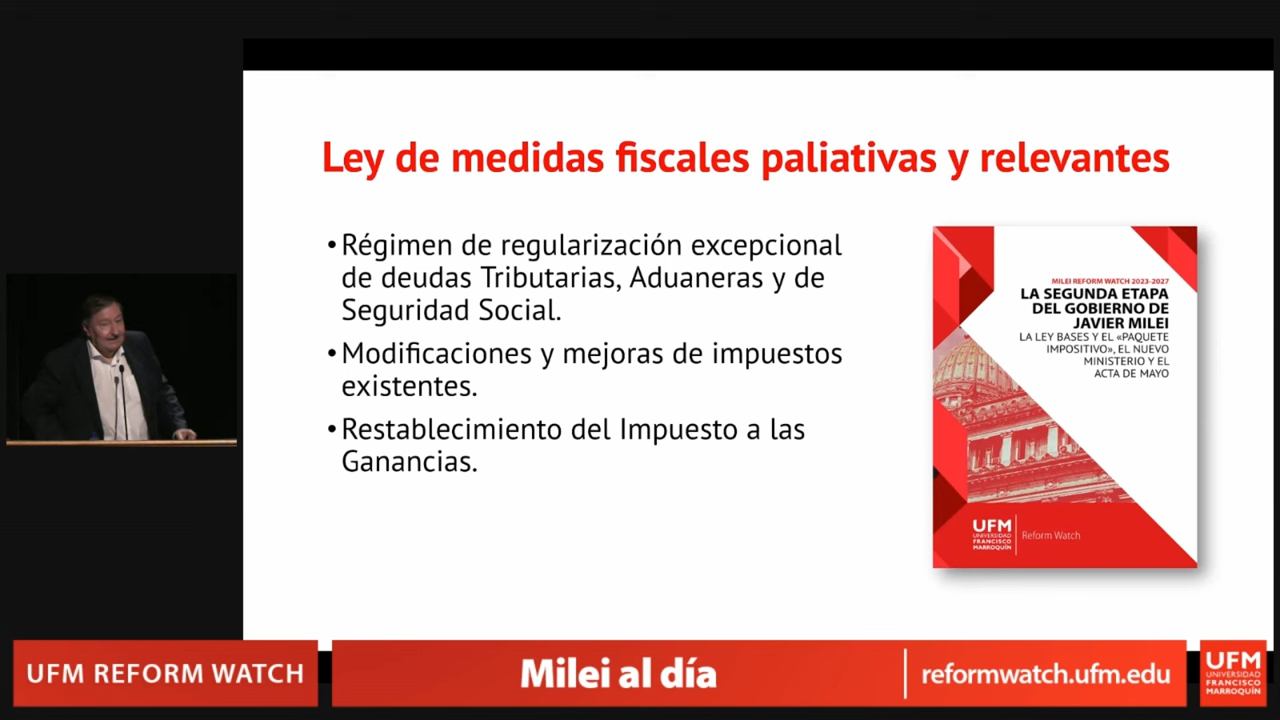 Ley de medidas fiscales paliativas y relevantes
•Régimen de regularización excepcional
de deudas Tributarias, Aduaneras y de
Seguridad Social.
•Modificaciones y mejoras de impuestos
existentes.
•Restablecimiento del Impuesto a las
Ganancias.
MILEI REFORM WATCH 2023-2027
LA SEGUNDA ETAPA
DEL GOBIERNO DE
JAVIER MILEI
LA LEY BASES Y EL «PAQUETE
IMPOSITIVO», EL NUEVO
MINISTERIO Y EL
ACTA DE MAYO
UFM
UNIVERSIDAD
FRANCISCO
MARROQUÍN
Reform Watch
UFM REFORM WATCH
Milei al día
reformwatch.ufm.edu
UFM
UNIVERSIDAD
FRANCISCO
MARROQUÍN